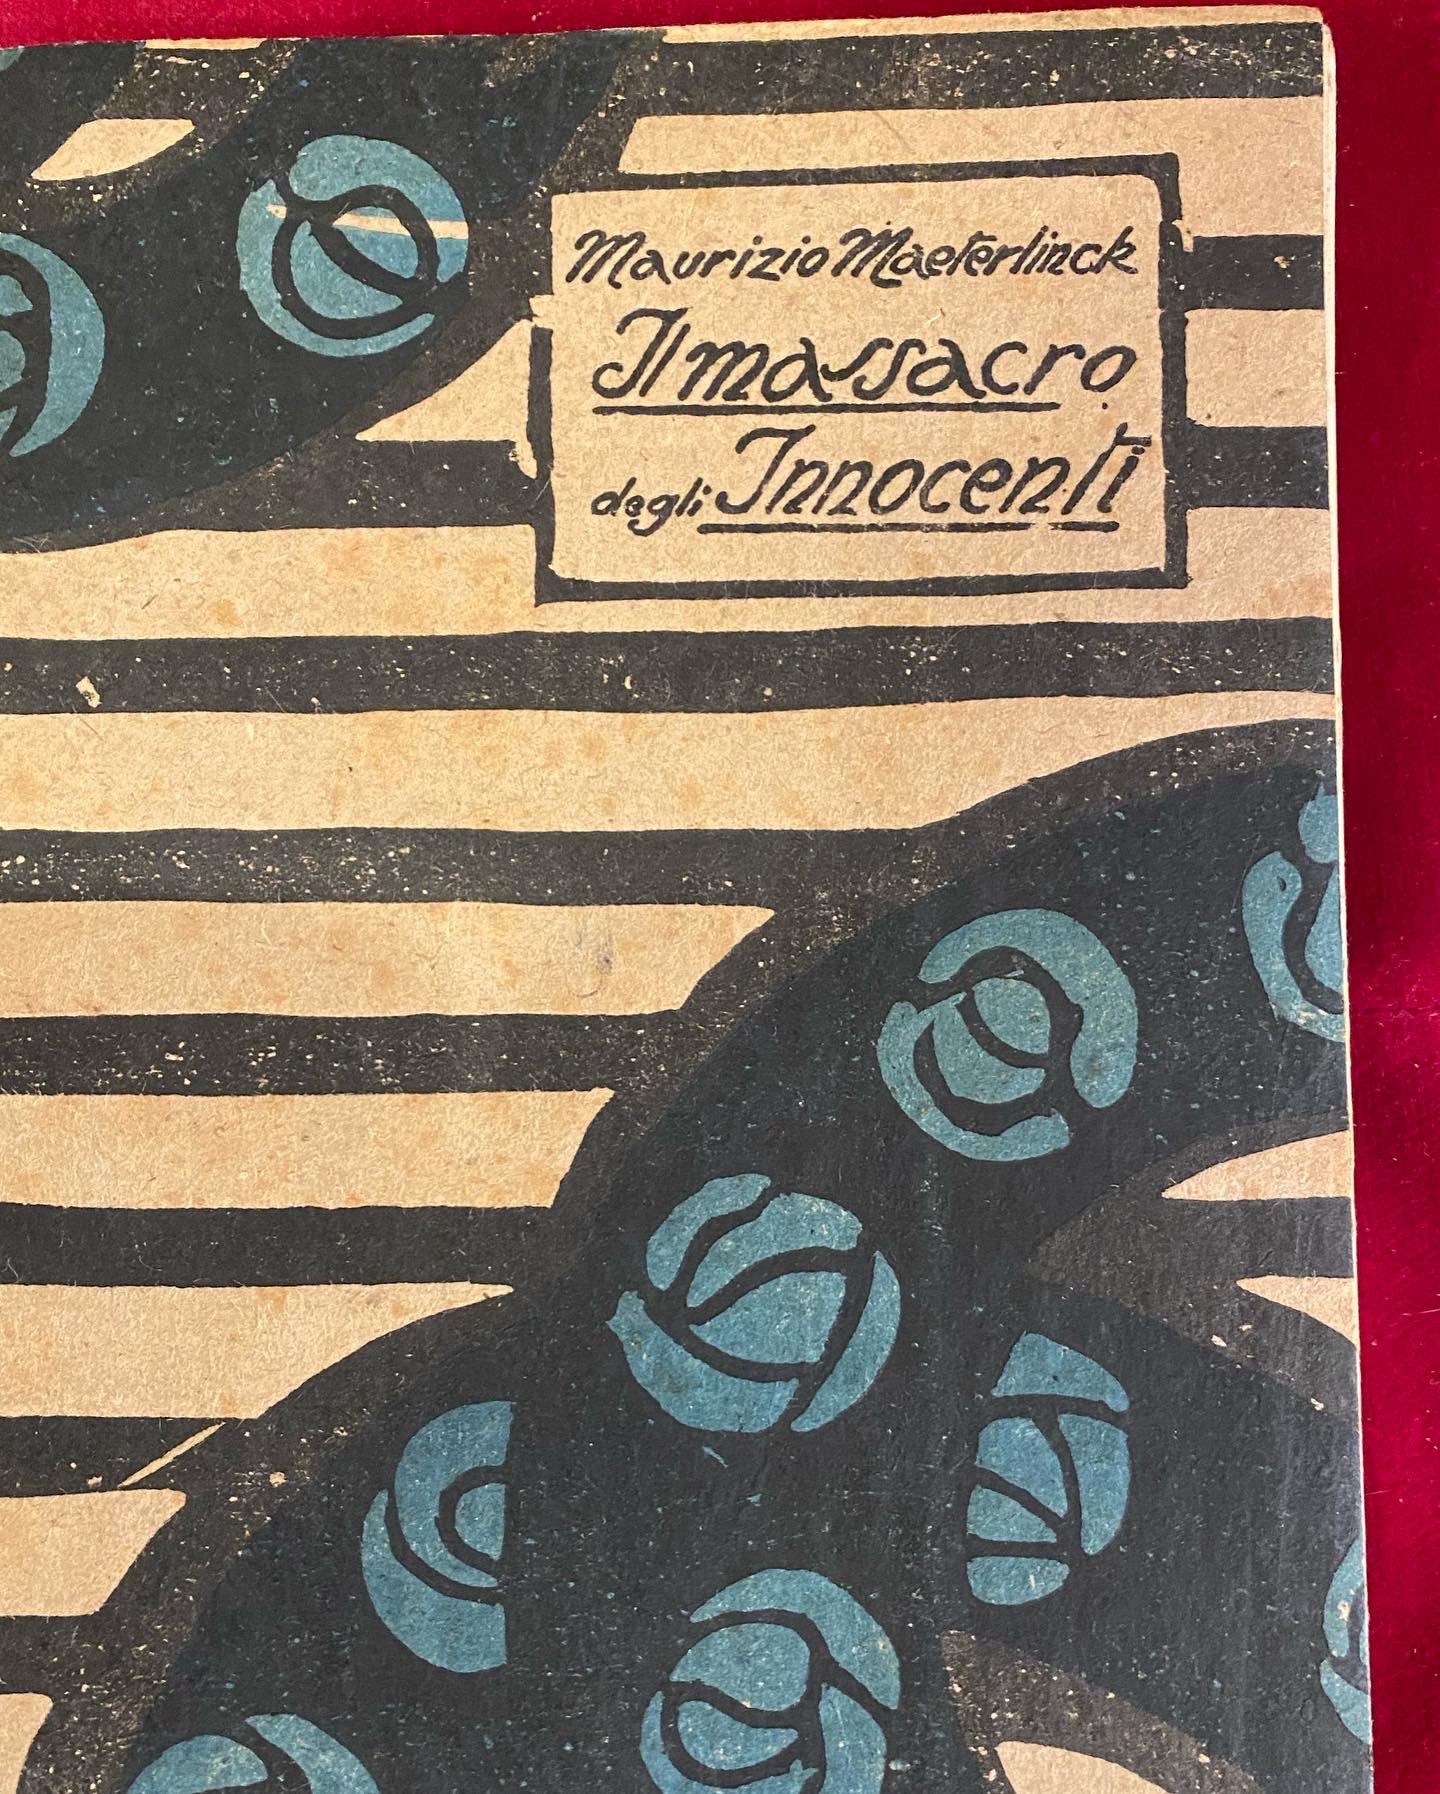 Maurizio Maeterlinck
Il massacro
degli Innocenti